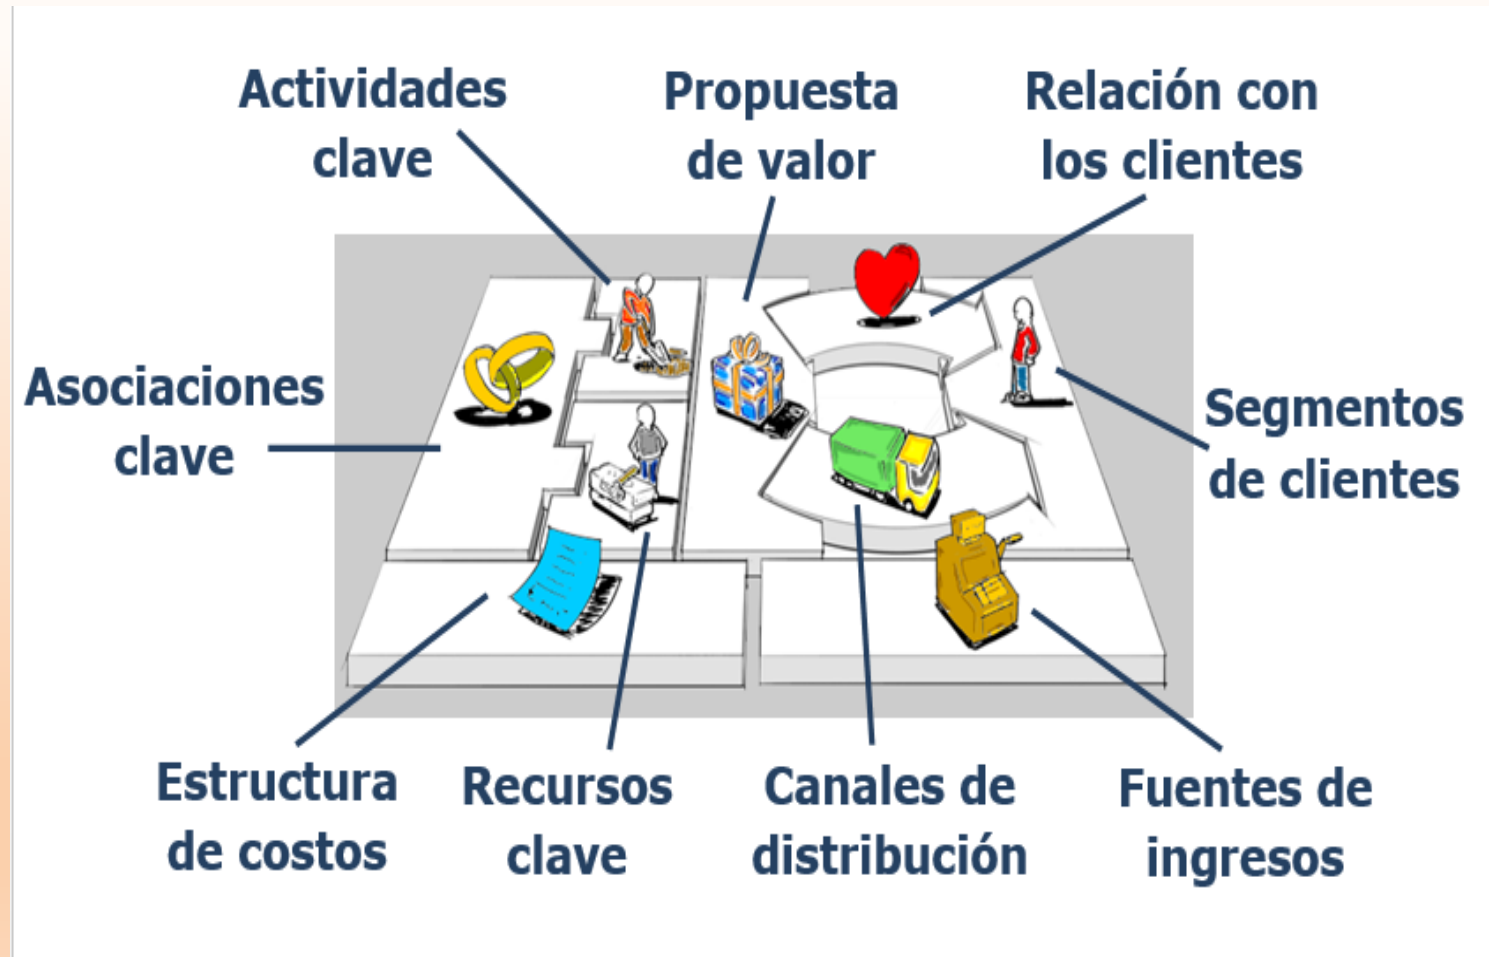 Actividades
clave
Propuesta
de valor
Relación con
los clientes
Asociaciones
clave
Segmentos
de clientes
Estructura
de costos
Recursos
clave
Canales de
distribución
Fuentes de
ingresos